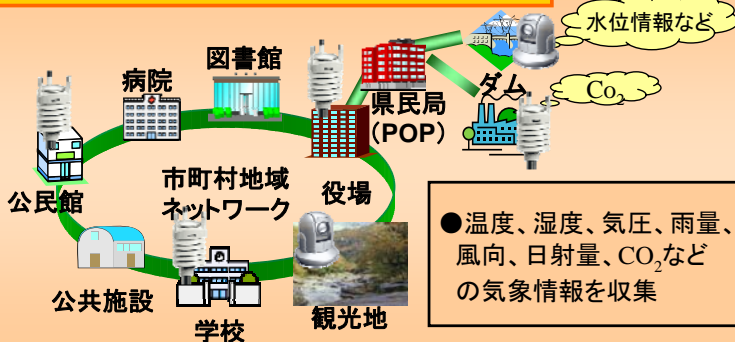 水位情報など
図書館
病院
県民局
(POP)
ダム
Co2
市町村地域
ネットワーク
役場
公民館
公共施設
学校
観光地
●温度、湿度、気圧、雨量、
風向、日射量、CO2など
の気象情報を収集